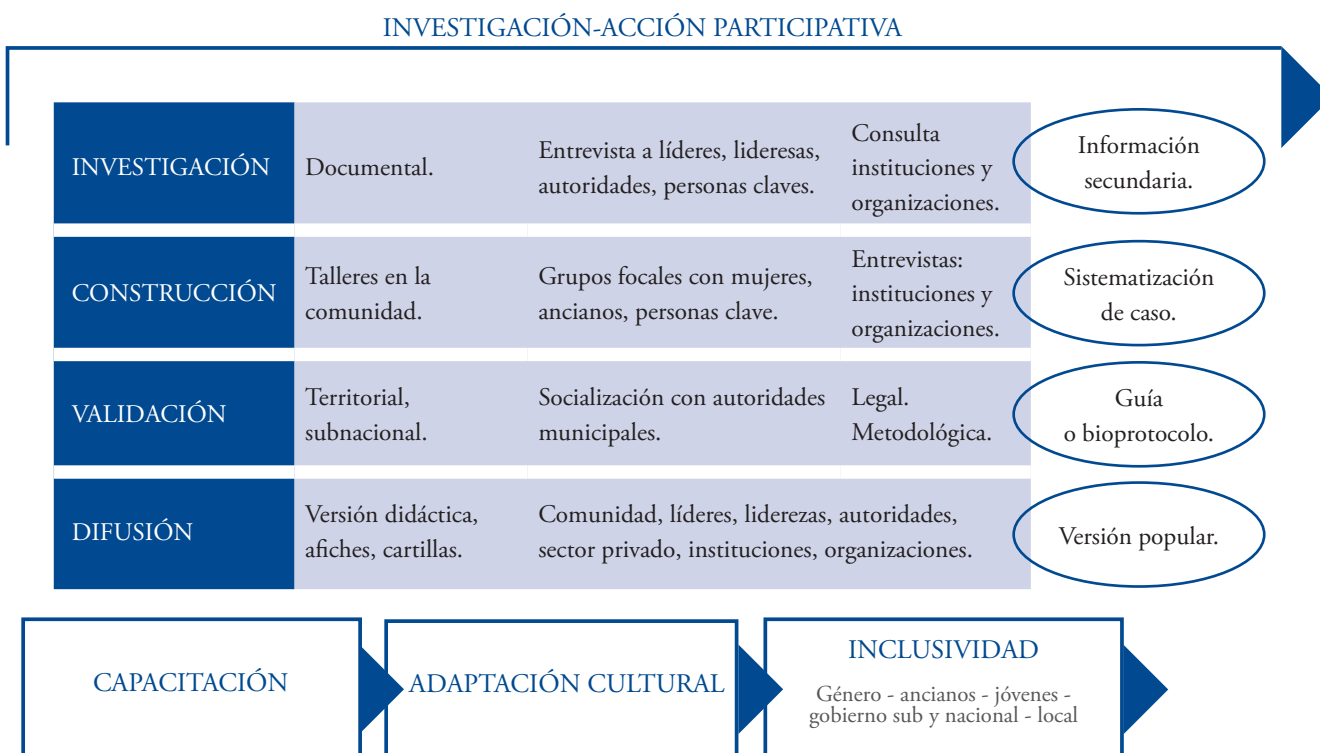 INVESTIGACIÓN-ACCIÓN PARTICIPATIVA
INVESTIGACIÓN
Documental.
Entrevista a líderes, lideresas,
autoridades, personas claves.
Consulta
instituciones y
organizaciones.
Información
secundaria.
CONSTRUCCIÓN
Talleres en la
comunidad.
Grupos focales con mujeres,
ancianos, personas clave.
Entrevistas:
instituciones y
organizaciones.
Sistematización
de caso.
VALIDACIÓN
Territorial,
subnacional.
Socialización con autoridades
municipales.
Legal.
Metodológica.
Guía
o bioprotocolo.
DIFUSIÓN
Versión didáctica,
afiches, cartillas.
Comunidad, líderes, liderezas, autoridades,
sector privado, instituciones, organizaciones.
Versión popular.
CAPACITACIÓN
ADAPTACIÓN CULTURAL
INCLUSIVIDAD
Género - ancianos - jóvenes -
gobierno sub y nacional - local